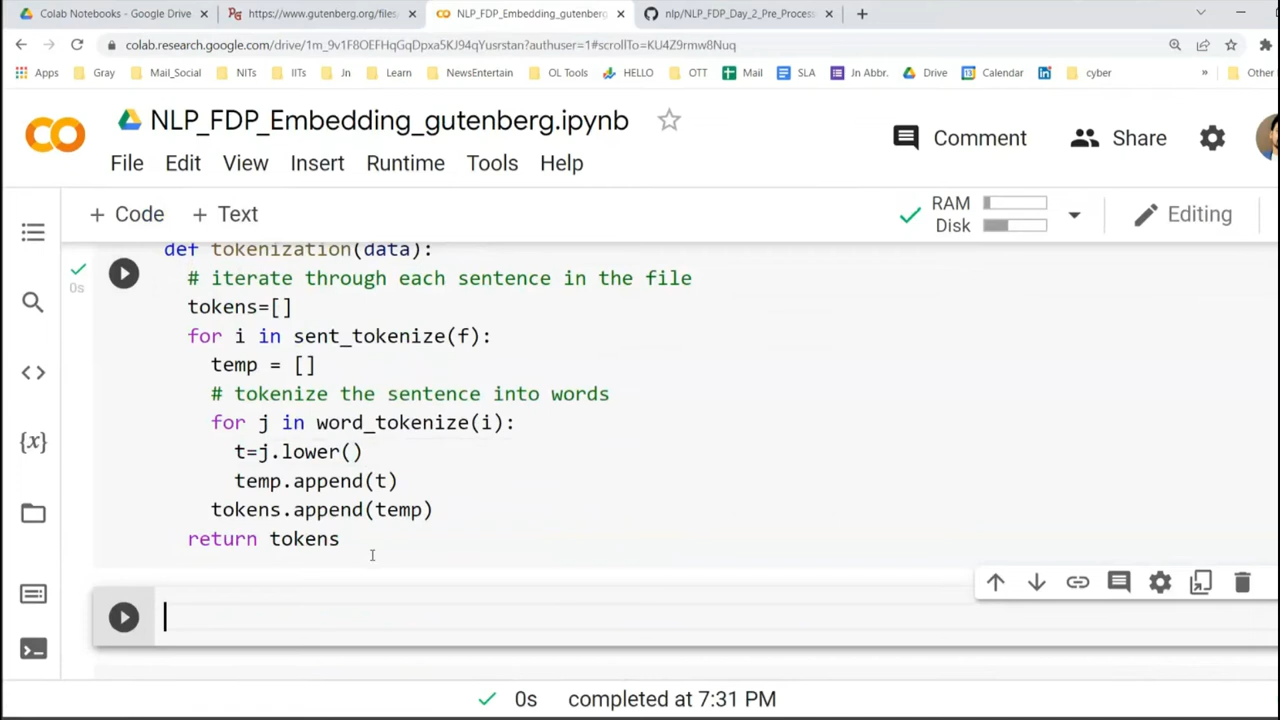 Colab Notebooks - Google Drive
https://www.gutenberg.org/files/
NLP_FDP_Embedding_gutenberg
nlp/NLP_FDP_Day_2_Pre_Process
colab.research.google.com/drive/1m_9v1F8OEFHqGqDpxa5KJ94qYusrstan?authuser=1#scrollTo=KU4Z9rmw8Nuq
Apps Gray Mail_Social NITs IITs Jn Learn NewsEntertain OL Tools HELLO OTT Mail SLA Jn Abbr. Drive Calendar cyber » Other
CO NLP_FDP_Embedding_gutenberg.ipynb
Comment Share
File Edit View Insert Runtime Tools Help
+ Code + Text
RAM
Disk
Editing
def tokenization(data):
0s
# iterate through each sentence in the file
tokens=[]
for i in sent_tokenize(f):
temp = []
# tokenize the sentence into words
for j in word_tokenize(i):
t=j.lower()
temp.append(t)
tokens.append(temp)
return tokens
{x}
0s completed at 7:31 PM